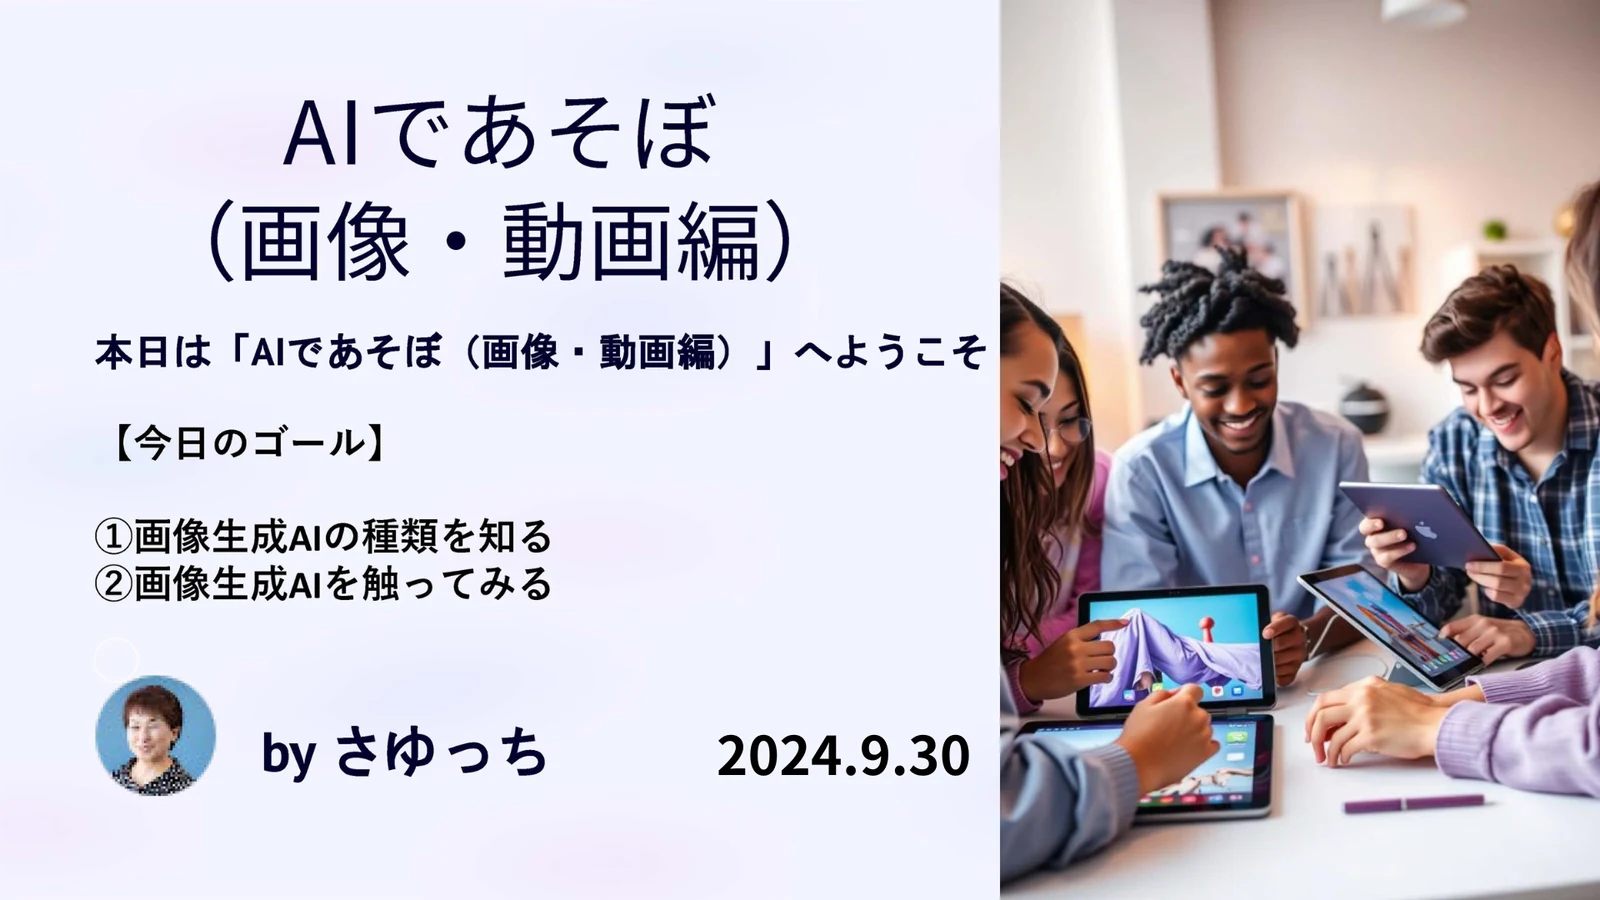 AIであそぼ
（画像・動画編）
本日は「AIであそぼ（画像・動画編）」へようこそ
【今日のゴール】
①画像生成AIの種類を知る
②画像生成AIを触ってみる
by さゆっち
2024.9.30